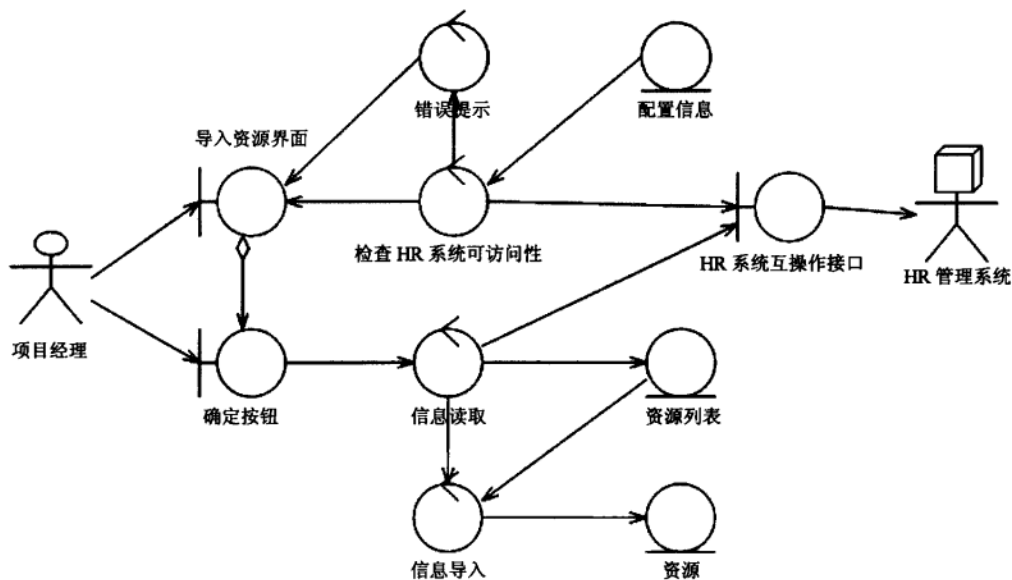 错误提示
配置信息
导入资源界面
检查 HR 系统可访问性
HR 系统互操作接口
HR 管理系统
项目经理
确定按钮
信息读取
资源列表
信息导入
资源